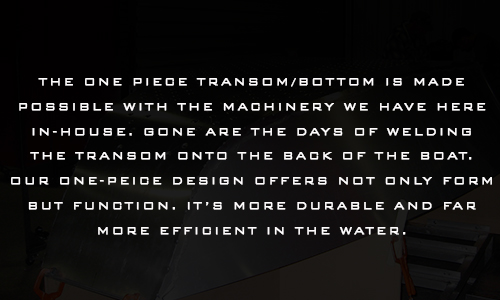 THE ONE PIECE TRANSOM/BOTTOM IS MADE
POSSIBLE WITH THE MACHINERY WE HAVE HERE
IN-HOUSE. GONE ARE THE DAYS OF WELDING
THE TRANSOM ONTO THE BACK OF THE BOAT.
OUR ONE-PEICE DESIGN OFFERS NOT ONLY FORM
BUT FUNCTION. IT'S MORE DURABLE AND FAR
MORE EFFICIENT IN THE WATER.